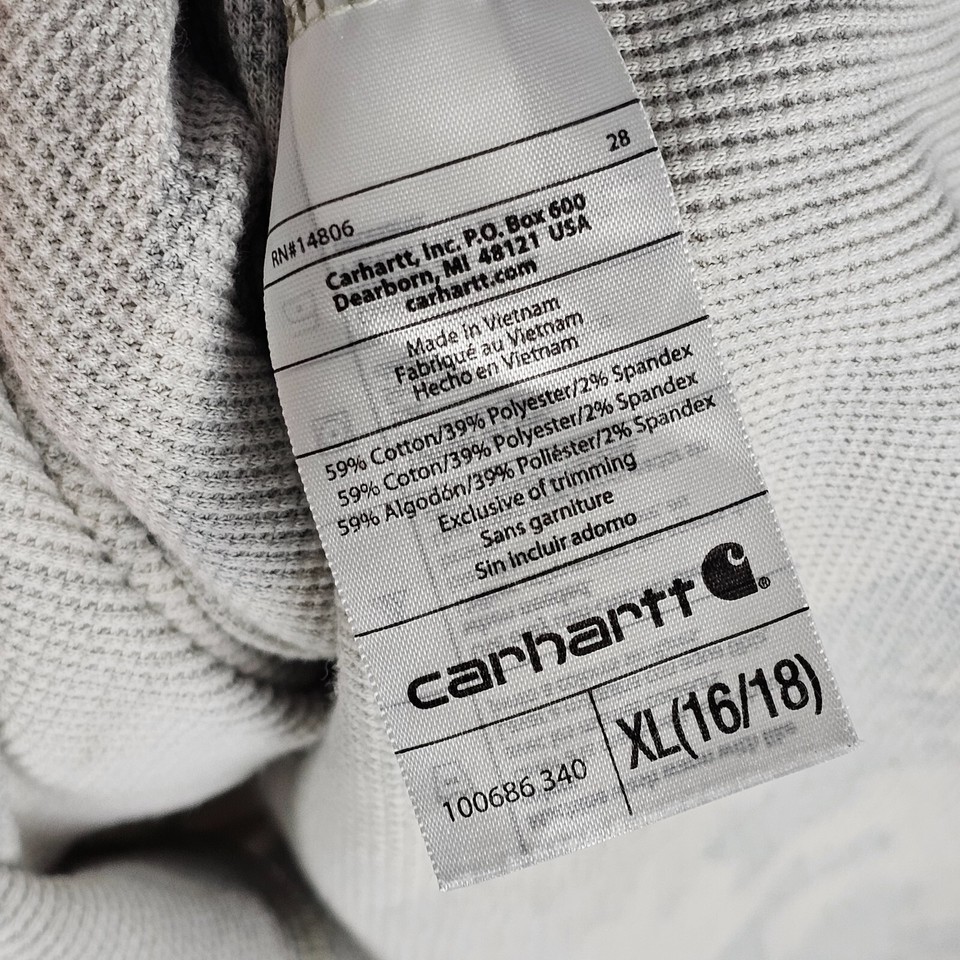 28
RN#14806
Carhartt, Inc. P.O. Box 600
Dearborn, MI 48121 USA
carhartt.com
Made in Vietnam
Fabriqué au Vietnam
Hecho en Vietnam
59% Cotton/39% Polyester/2% Spandex
59% Coton/39% Polyester/2% Spandex
59% Algodón/39% Poliéster/2% Spandex
Exclusive of trimming
Sans garniture
Sin incluir adorno
carhartt®
100686 340
XL(16/18)